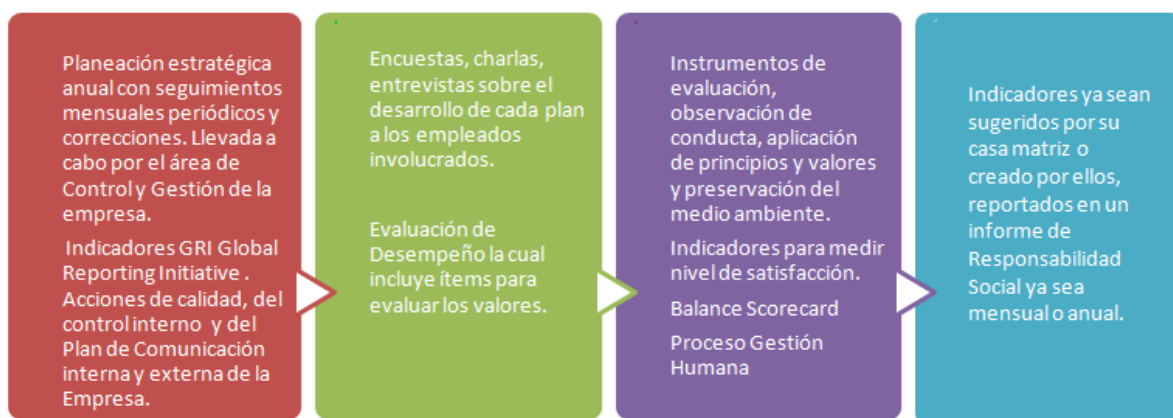 Planeación estratégica
anual con seguimientos
mensuales periódicos y
correcciones. Llevada a
cabo por el área de
Control y Gestión de la
empresa.
Indicadores GRI Global
Reporting Initiative .
Acciones de calidad, del
control interno y del
Plan de Comunicación
interna y externa de la
Empresa.
Encuestas, charlas,
entrevistas sobre el
desarrollo de cada plan
a los empleados
involucrados.
Evaluación de
Desempeño la cual
incluye ítems para
evaluar los valores.
Instrumentos de
evaluación,
observación de
conducta, aplicación
de principios y valores
y preservación del
medio ambiente.
Indicadores para medir
nivel de satisfacción.
Balance Scorecard
Proceso Gestión
Humana
Indicadores ya sean
sugeridos por su
casa matriz o
creado por ellos,
reportados en un
informe de
Responsabilidad
Social ya sea
mensual o anual.